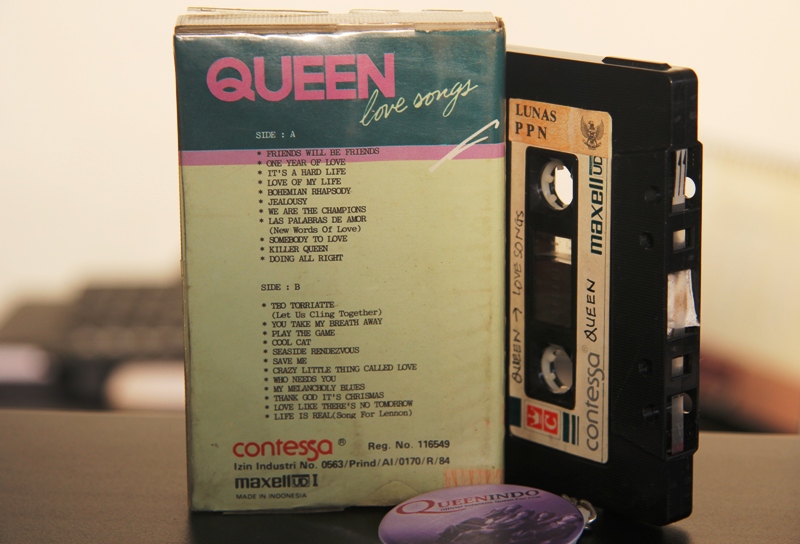 QUEEN
love songs
SIDE : A
* FRIENDS WILL BE FRIENDS
* ONE YEAR OF LOVE
* IT'S A HARD LIFE
* LOVE OF MY LIFE
* BOHEMIAN RHAPSODY
* JEALOUSY
* WE ARE THE CHAMPIONS
* LAS PALABRAS DE AMOR
(New Words Of Love)
* SOMEBODY TO LOVE
* KILLER QUEEN
* DOING ALL RIGHT
SIDE : B
* TEO TORRIATTE
(Let Us Cling Together)
* YOU TAKE MY BREATH AWAY
* PLAY THE GAME
* COOL CAT
* SEASIDE RENDEZVOUS
* SAVE ME
* CRAZY LITTLE THING CALLED LOVE
* WHO NEEDS YOU
* MY MELANCHOLY BLUES
* THANK GOD IT'S CHRISMAS
* LOVE LIKE THERE'S NO TOMORROW
* LIFE IS REAL(Song For Lennon)
contessa ® Reg. No. 116549
Izin Industri No. 0563/Prind/AI/0170/R/84
maxell UD I
MADE IN INDONESIA
LUNAS
PPN
QUEEN → LOVE SONGS
maxell UD
contessa QUEEN
QUEENINDO